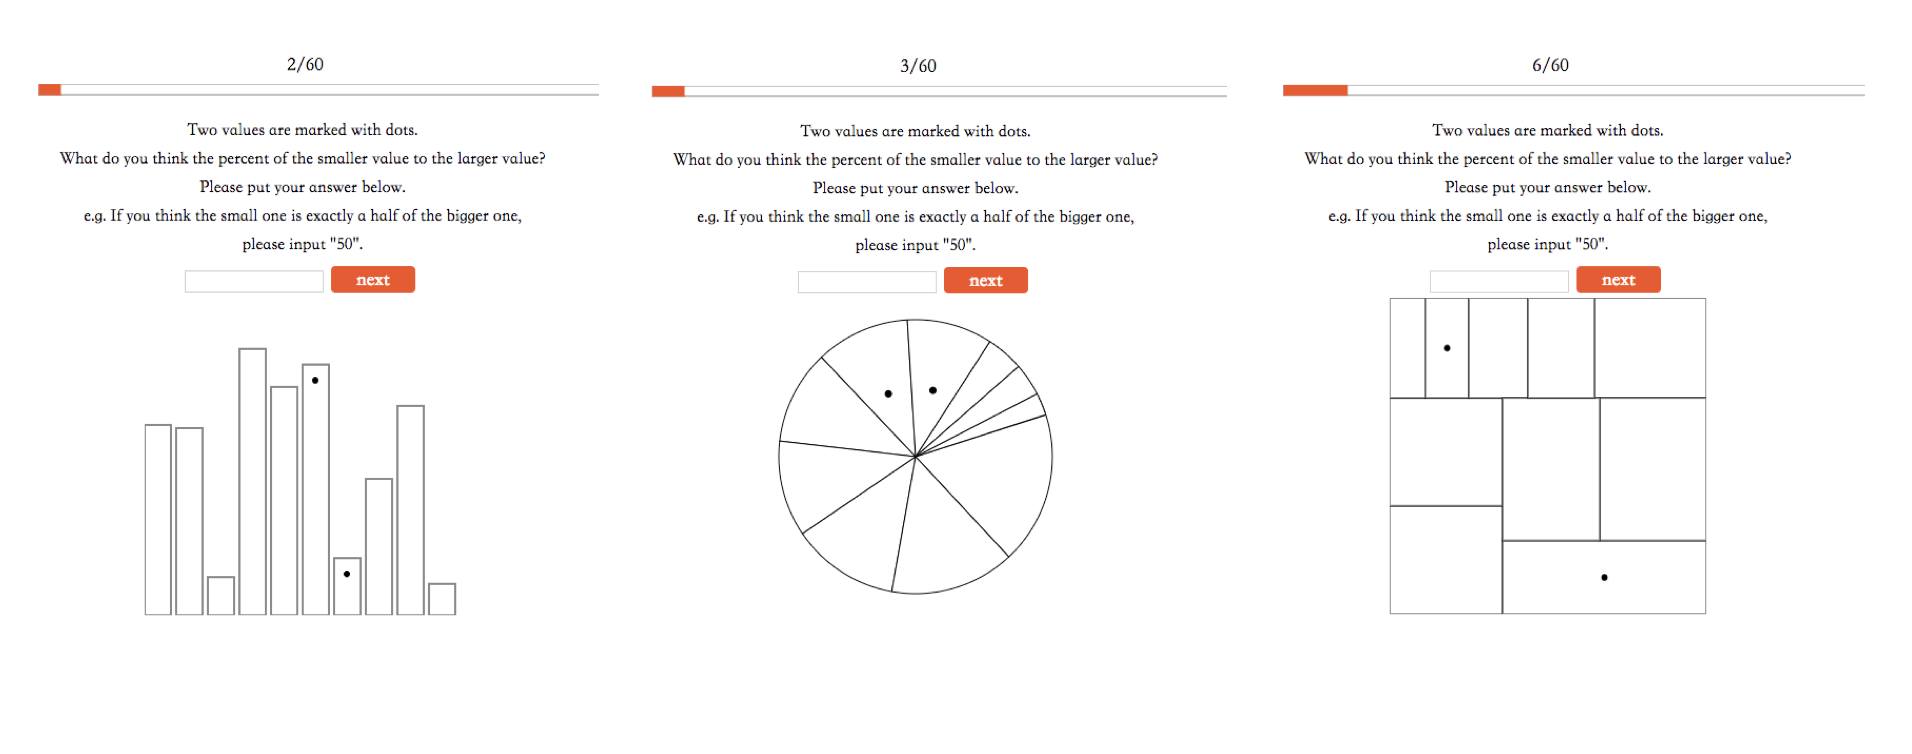 2/60
Two values are marked with dots.
What do you think the percent of the smaller value to the larger value?
Please put your answer below.
e.g. If you think the small one is exactly a half of the bigger one,
please input "50".
next
3/60
Two values are marked with dots.
What do you think the percent of the smaller value to the larger value?
Please put your answer below.
e.g. If you think the small one is exactly a half of the bigger one,
please input "50".
next
6/60
Two values are marked with dots.
What do you think the percent of the smaller value to the larger value?
Please put your answer below.
e.g. If you think the small one is exactly a half of the bigger one,
please input "50".
next